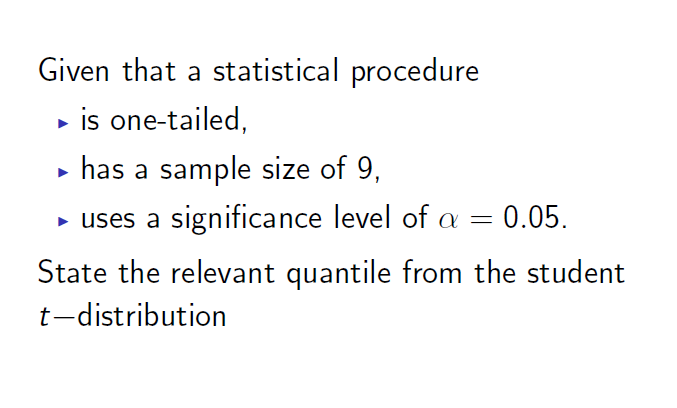 Given that a statistical procedure
▶ is one-tailed,
▶ has a sample size of 9,
▶ uses a significance level of α = 0.05.
State the relevant quantile from the student
t−distribution